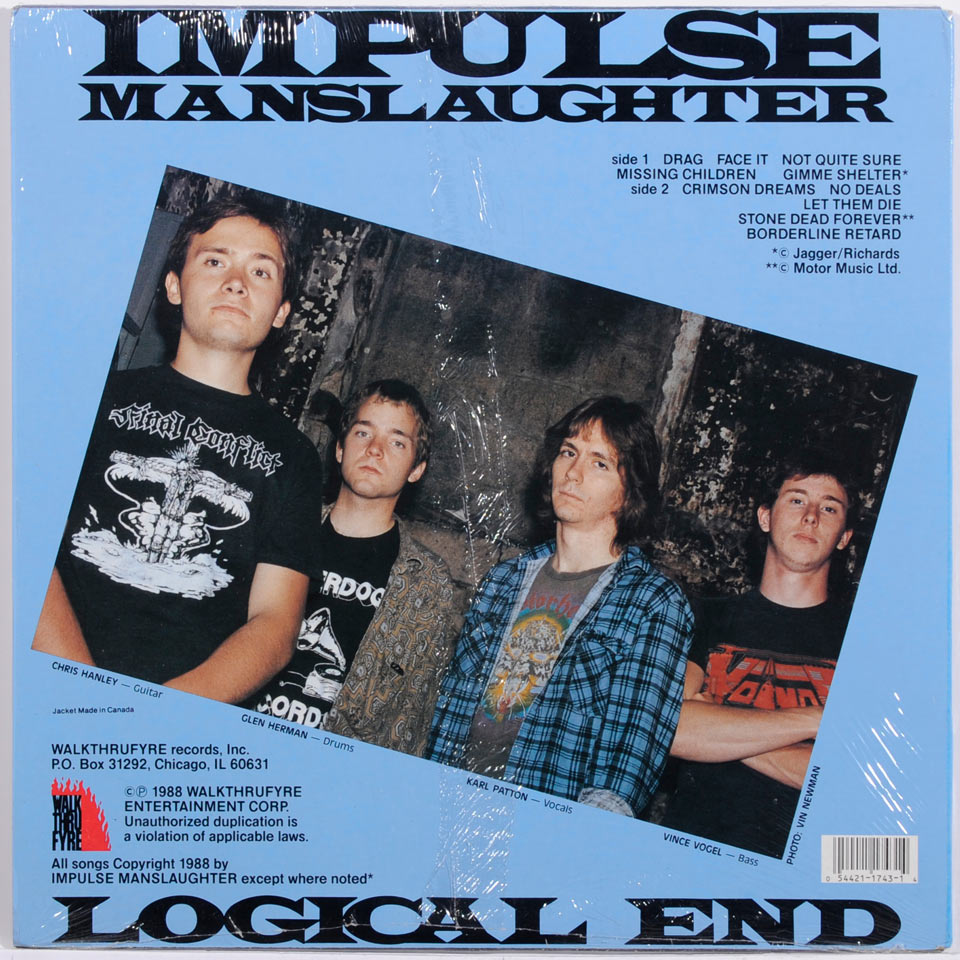 IMPULSE
MANSLAUGHTER
side 1 DRAG FACE IT NOT QUITE SURE
MISSING CHILDREN GIMME SHELTER*
side 2 CRIMSON DREAMS NO DEALS
LET THEM DIE
STONE DEAD FOREVER**
BORDERLINE RETARD
*© Jagger/Richards
**© Motor Music Ltd.
Final Conflict
RDOG
CORDS
VOIVOD
CHRIS HANLEY — Guitar
GLEN HERMAN — Drums
KARL PATTON — Vocals
VINCE VOGEL — Bass
PHOTO: VIN NEWMAN
Jacket Made in Canada
WALKTHRUFYRE records, Inc.
P.O. Box 31292, Chicago, IL 60631
WALK
THRU
FYRE
©℗ 1988 WALKTHRUFYRE
ENTERTAINMENT CORP.
Unauthorized duplication is
a violation of applicable laws.
All songs Copyright 1988 by
IMPULSE MANSLAUGHTER except where noted*
0 54421-1743-1 4
LOGICAL END